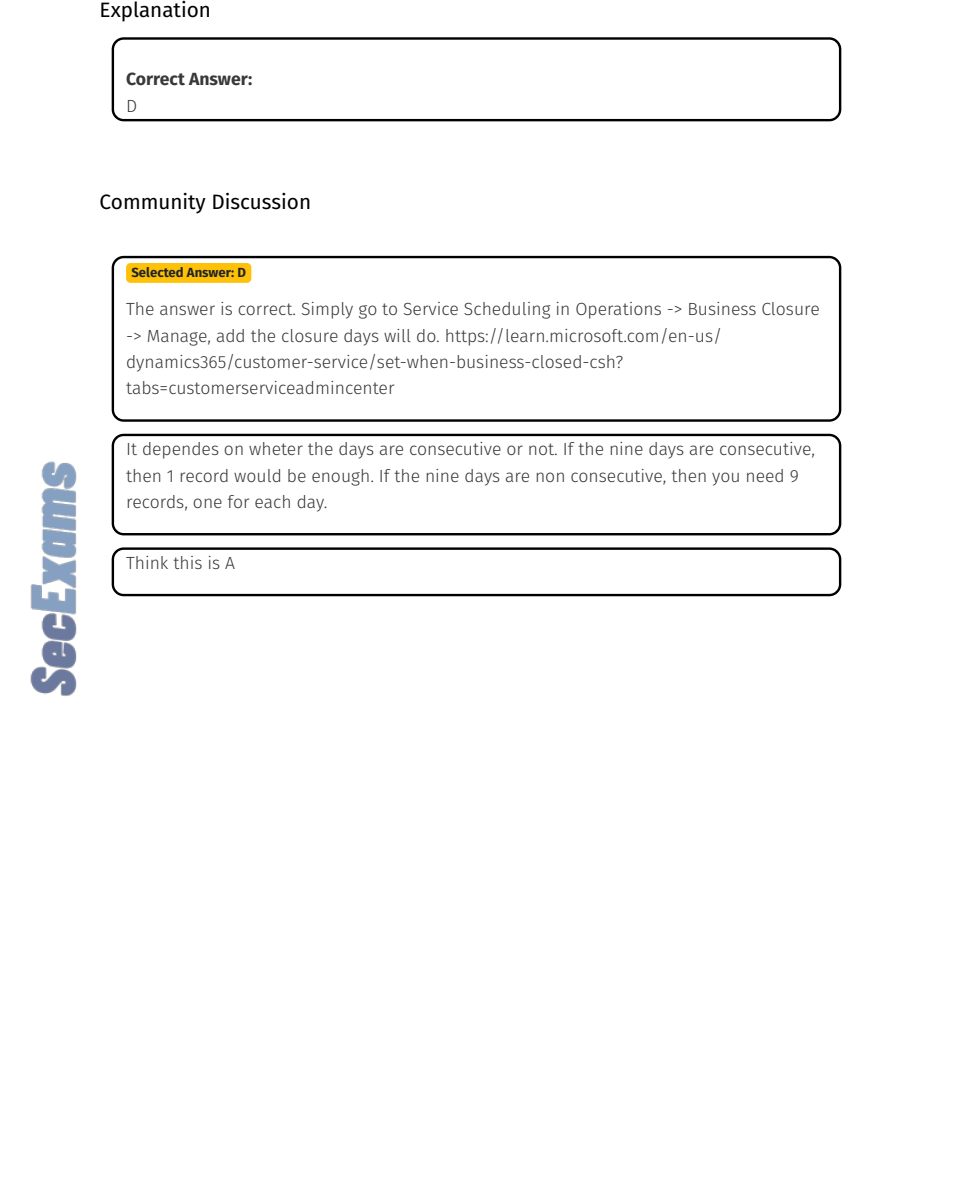 Explanation
Correct Answer:
D
Community Discussion
Selected Answer: D
The answer is correct. Simply go to Service Scheduling in Operations -> Business Closure
-> Manage, add the closure days will do. https://learn.microsoft.com/en-us/
dynamics365/customer-service/set-when-business-closed-csh?
tabs=customerserviceadmincenter
It dependes on wheter the days are consecutive or not. If the nine days are consecutive,
then 1 record would be enough. If the nine days are non consecutive, then you need 9
records, one for each day.
Think this is A
SecExams